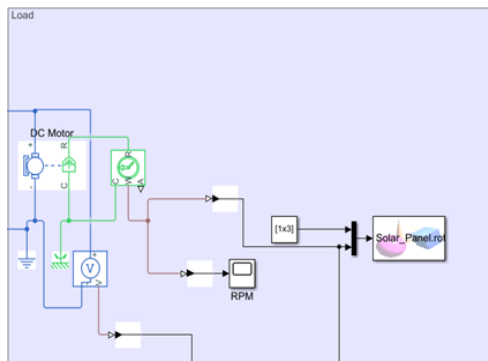 Load
DC Motor
+
R
-
C
R
C
W
A
V
+
-
V
[1x3]
Solar_Panel.rot
RPM